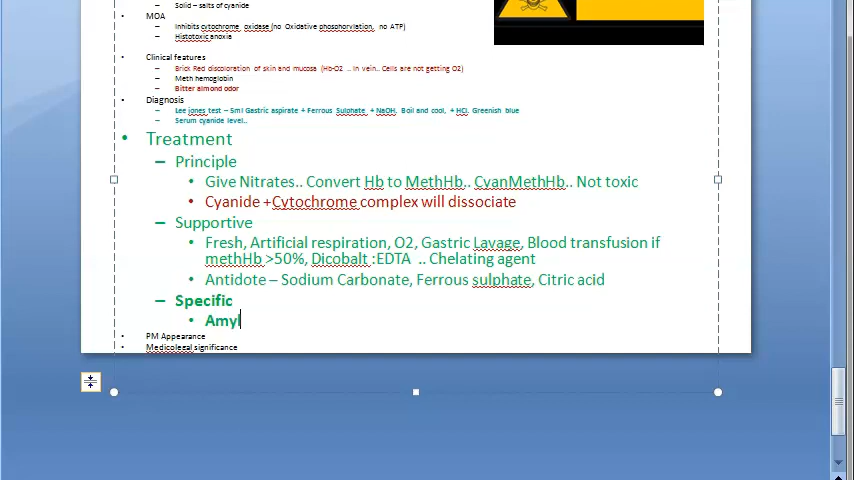 – Solid – salts of cyanide
• MOA
– Inhibits cytochrome oxidase (no Oxidative phosphorylation, no ATP)
– Histotoxic anoxia
• Clinical features
– Brick Red discoloration of skin and mucosa (Hb-O2 .. In vein.. Cells are not getting O2)
– Meth hemoglobin
– Bitter almond odor
• Diagnosis
– Lee jones test – 5ml Gastric aspirate + Ferrous Sulphate + NaOH. Boil and cool, + HCl. Greenish blue
– Serum cyanide level..
• Treatment
– Principle
• Give Nitrates.. Convert Hb to MethHb.. CyanMethHb.. Not toxic
• Cyanide +Cytochrome complex will dissociate
– Supportive
• Fresh, Artificial respiration, O2, Gastric Lavage, Blood transfusion if
methHb >50%, Dicobalt :EDTA .. Chelating agent
• Antidote – Sodium Carbonate, Ferrous sulphate, Citric acid
– Specific
• Amyl
• PM Appearance
• Medicolegal significance